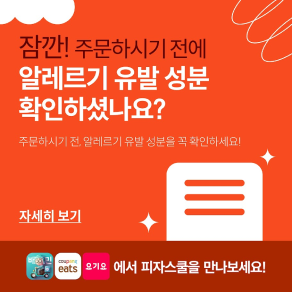 잠깐! 주문하시기 전에
알레르기 유발 성분
확인하셨나요?
주문하시기 전, 알레르기 유발 성분을 꼭 확인하세요!
자세히 보기
coupang
eats
요기요
에서 피자스쿨을 만나보세요!